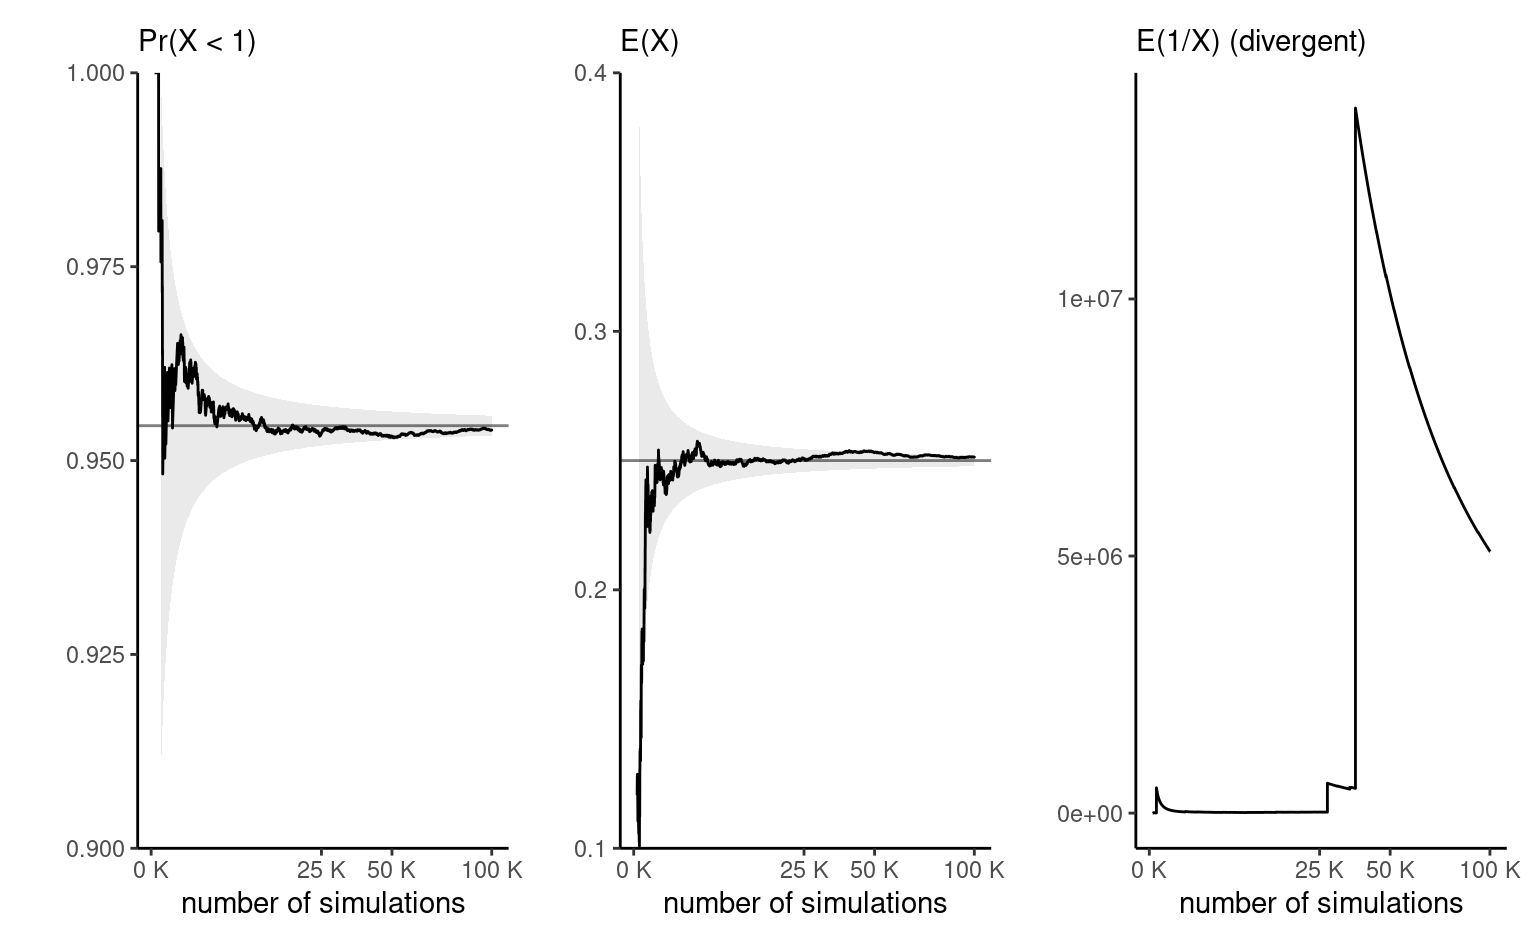 Pr(X < 1)
1.000
0.975
0.950
0.925
0.900
0 K 25 K 50 K 100 K
number of simulations
E(X)
0.4
0.3
0.2
0.1
0 K 25 K 50 K 100 K
number of simulations
E(1/X) (divergent)
1e+07
5e+06
0e+00
0 K 25 K 50 K 100 K
number of simulations